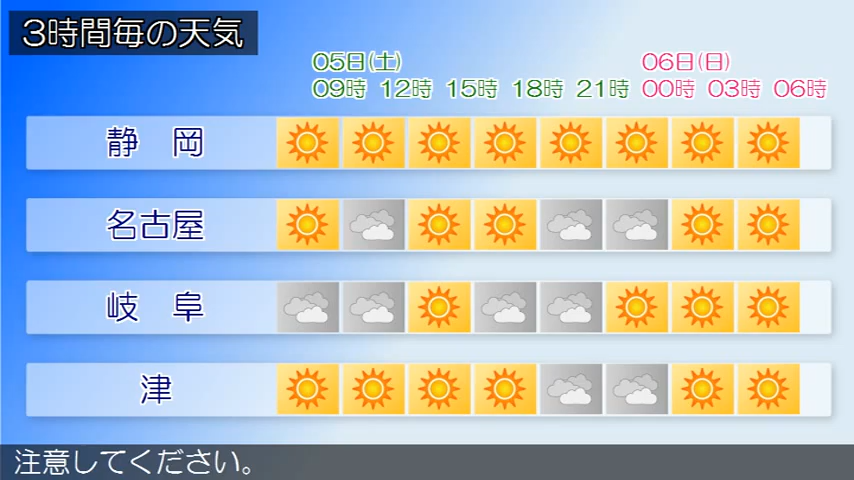 3時間毎の天気
05日(土) 06日(日)
09時 12時 15時 18時 21時 00時 03時 06時
静 岡
名古屋
岐 阜
津
注意してください。